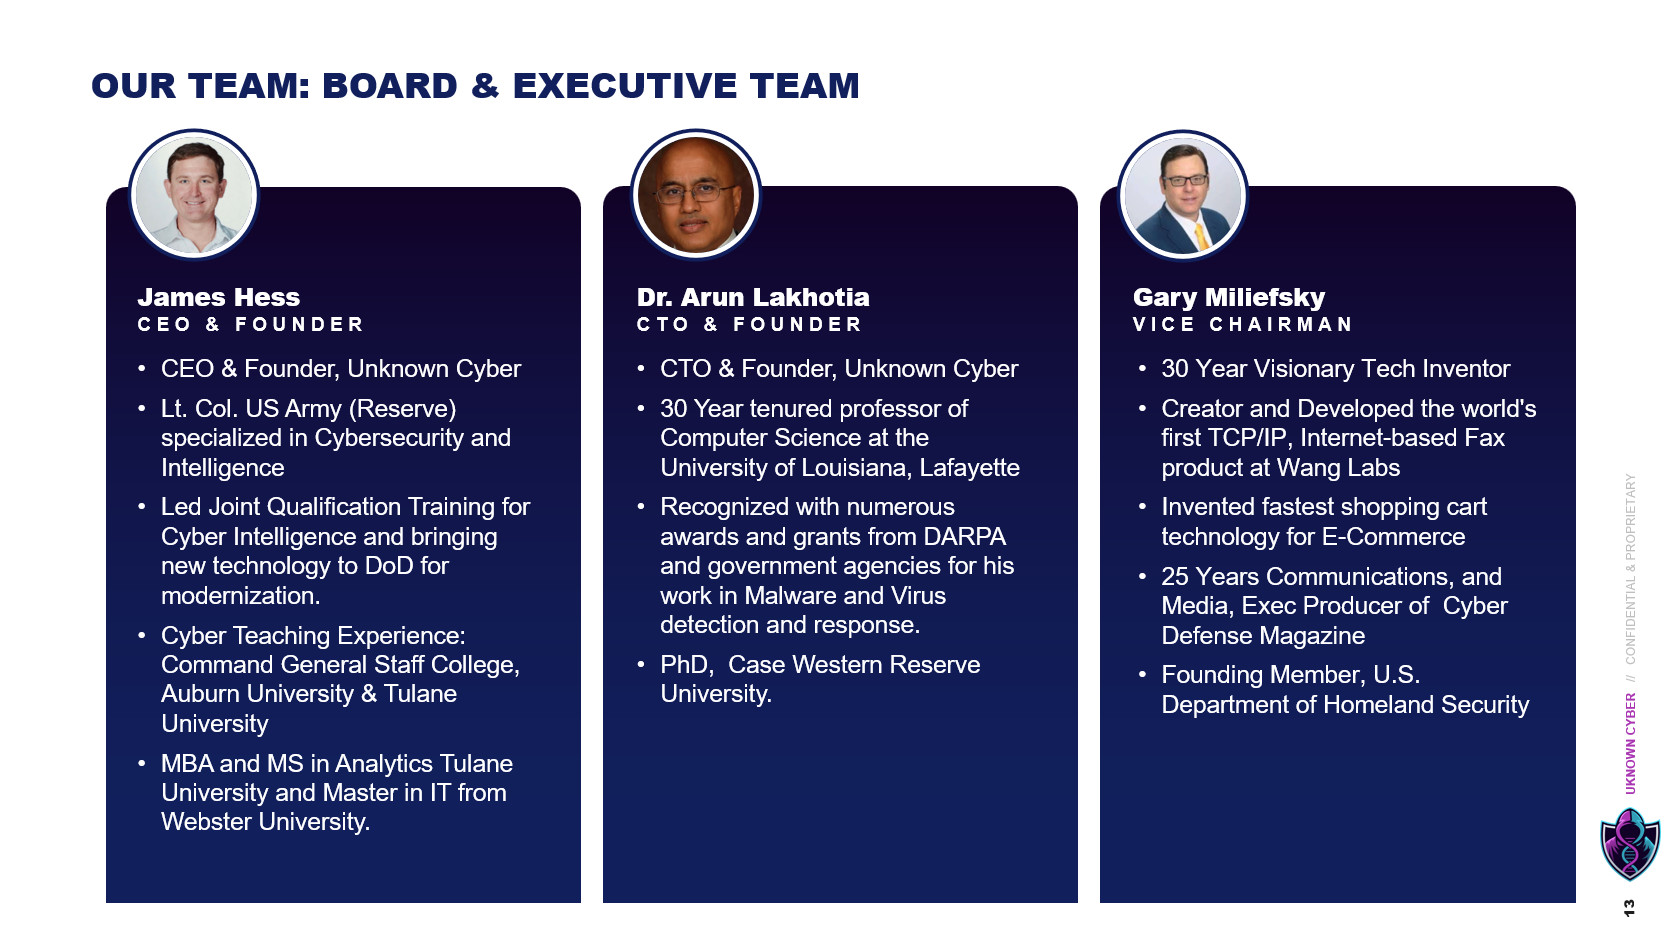 OUR TEAM: BOARD & EXECUTIVE TEAM
James Hess
CEO & FOUNDER
• CEO & Founder, Unknown Cyber
• Lt. Col. US Army (Reserve)
specialized in Cybersecurity and
Intelligence
• Led Joint Qualification Training for
Cyber Intelligence and bringing
new technology to DoD for
modernization.
• Cyber Teaching Experience:
Command General Staff College,
Auburn University & Tulane
University
• MBA and MS in Analytics Tulane
University and Master in IT from
Webster University.
Dr. Arun Lakhotia
CTO & FOUNDER
• CTO & Founder, Unknown Cyber
• 30 Year tenured professor of
Computer Science at the
University of Louisiana, Lafayette
• Recognized with numerous
awards and grants from DARPA
and government agencies for his
work in Malware and Virus
detection and response.
• PhD,  Case Western Reserve
University.
Gary Miliefsky
VICE CHAIRMAN
• 30 Year Visionary Tech Inventor
• Creator and Developed the world's
first TCP/IP, Internet-based Fax
product at Wang Labs
• Invented fastest shopping cart
technology for E-Commerce
• 25 Years Communications, and
Media, Exec Producer of  Cyber
Defense Magazine
• Founding Member, U.S.
Department of Homeland Security
UKNOWN CYBER // CONFIDENTIAL & PROPRIETARY
13